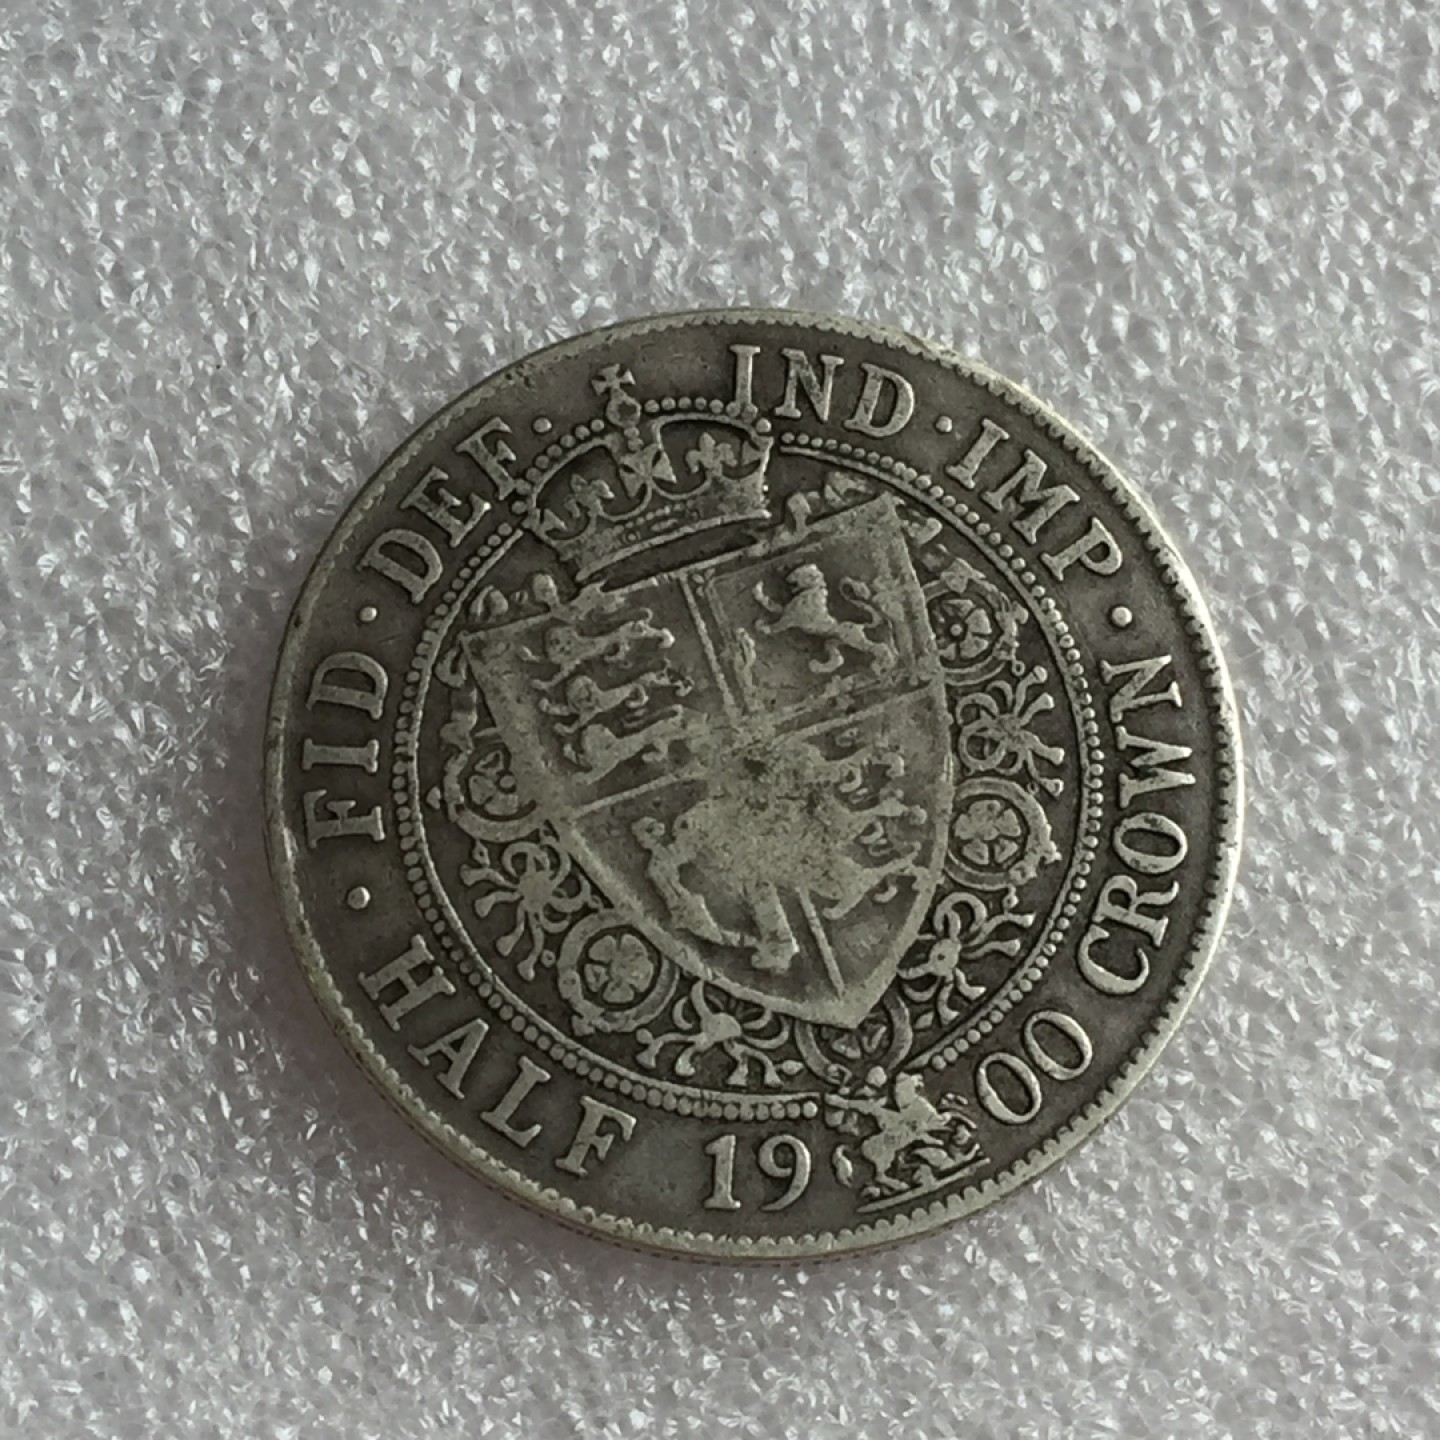 · FID · DEF · IND · IMP ·
HALF 19 00 CROWN